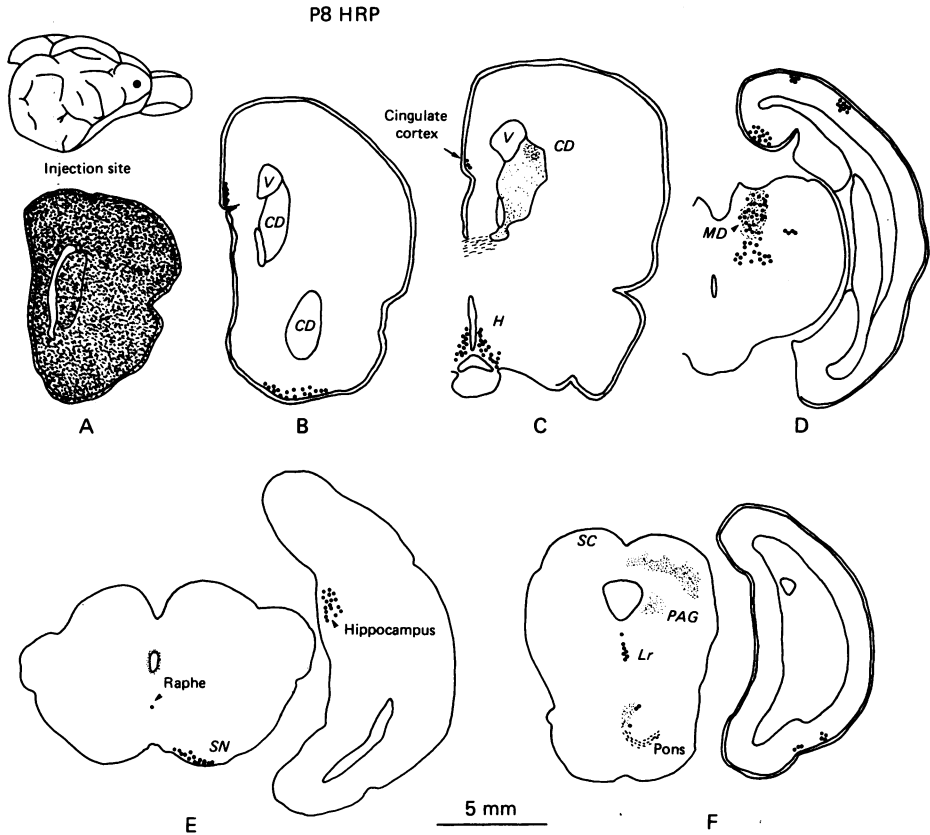 P8 HRP
Injection site
A
V
CD
CD
B
Cingulate
cortex
V
CD
H
C
MD
D
Raphe
SN
Hippocampus
E
SC
PAG
Lr
Pons
F
5 mm